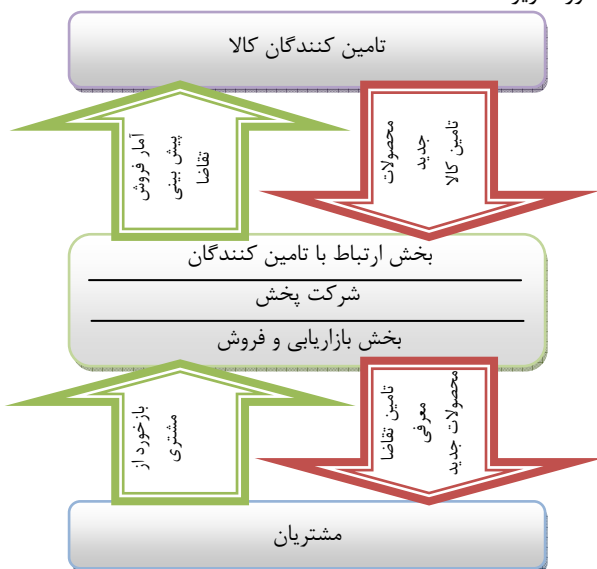 تامین کنندگان کالا
آمار فروش
پیش بینی
تقاضا
محصولات
جدید
تامین کالا
بخش ارتباط با تامین کنندگان
شرکت پخش
بخش بازاریابی و فروش
بازخورد از
مشتری
تامین تقاضا
معرفی
محصولات جدید
مشتریان